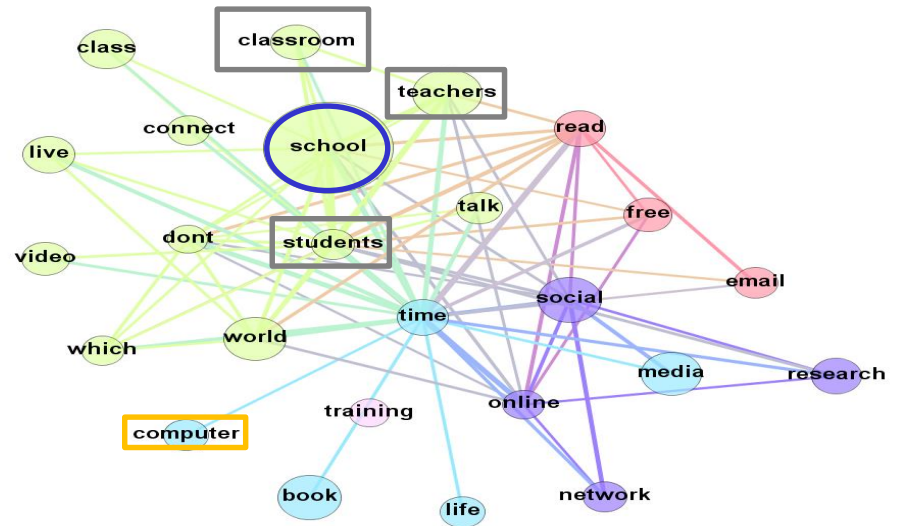 classroom
class
teachers
connect
read
school
live
talk
free
dont
students
video
email
social
time
world
which
media
research
online
training
computer
book
network
life